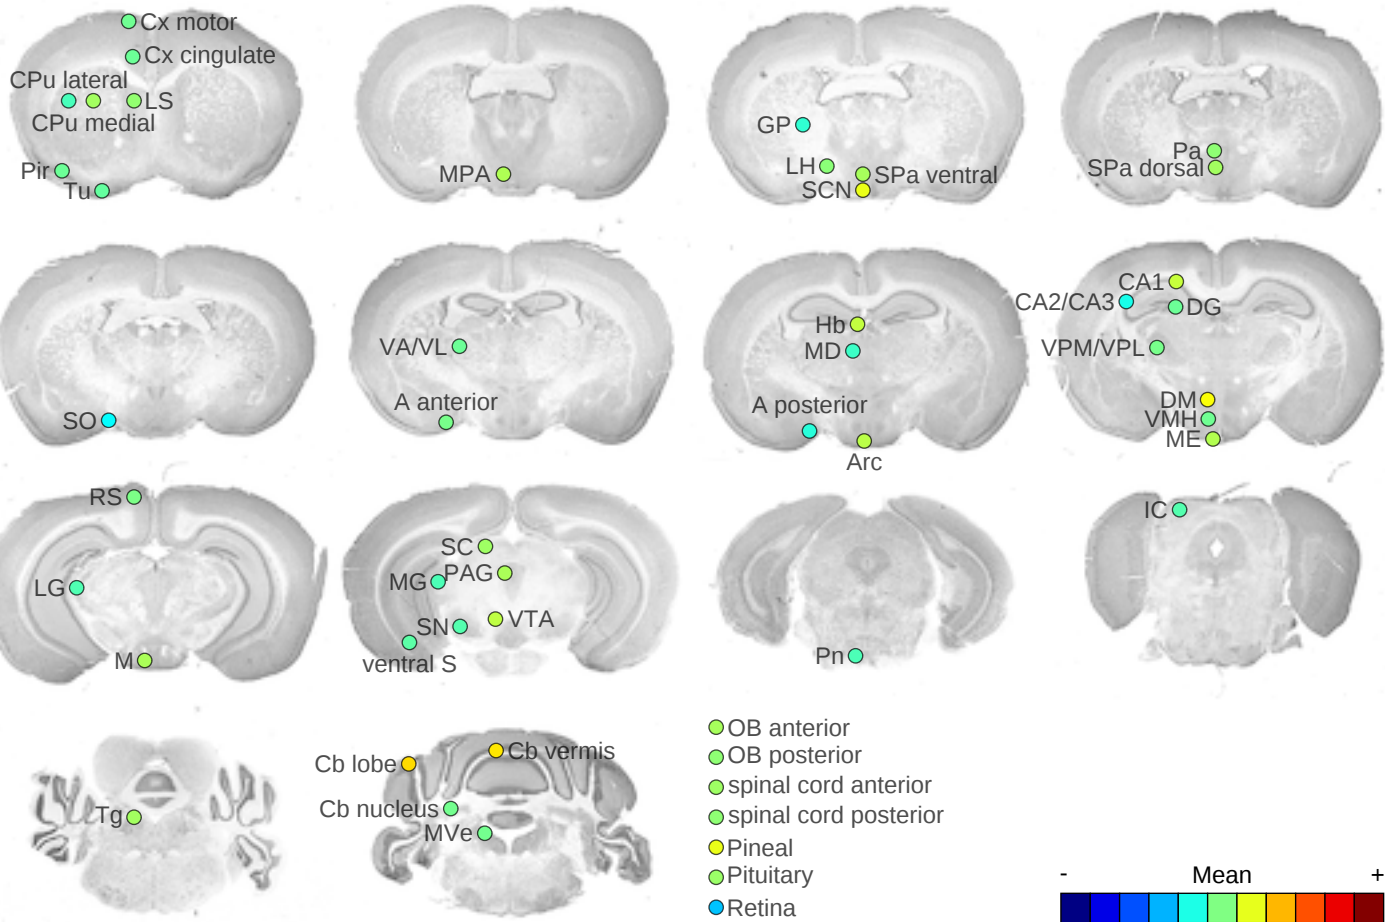 Cx motor
Cx cingulate
CPu lateral
LS
CPu medial
Pir
Tu
MPA
GP
LH
SPa ventral
SCN
Pa
SPa dorsal
SO
VA/VL
A anterior
Hb
MD
A posterior
Arc
CA1
CA2/CA3
DG
VPM/VPL
DM
VMH
ME
RS
LG
M
SC
PAG
MG
VTA
SN
ventral S
Pn
IC
Tg
Cb lobe
Cb vermis
Cb nucleus
MVe
OB anterior
OB posterior
spinal cord anterior
spinal cord posterior
Pineal
Pituitary
Retina
- Mean +